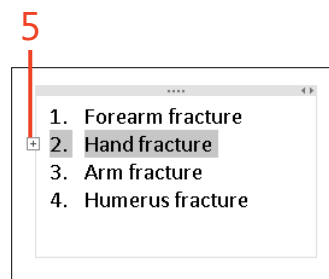 5
1. Forearm fracture
2. Hand fracture
3. Arm fracture
4. Humerus fracture